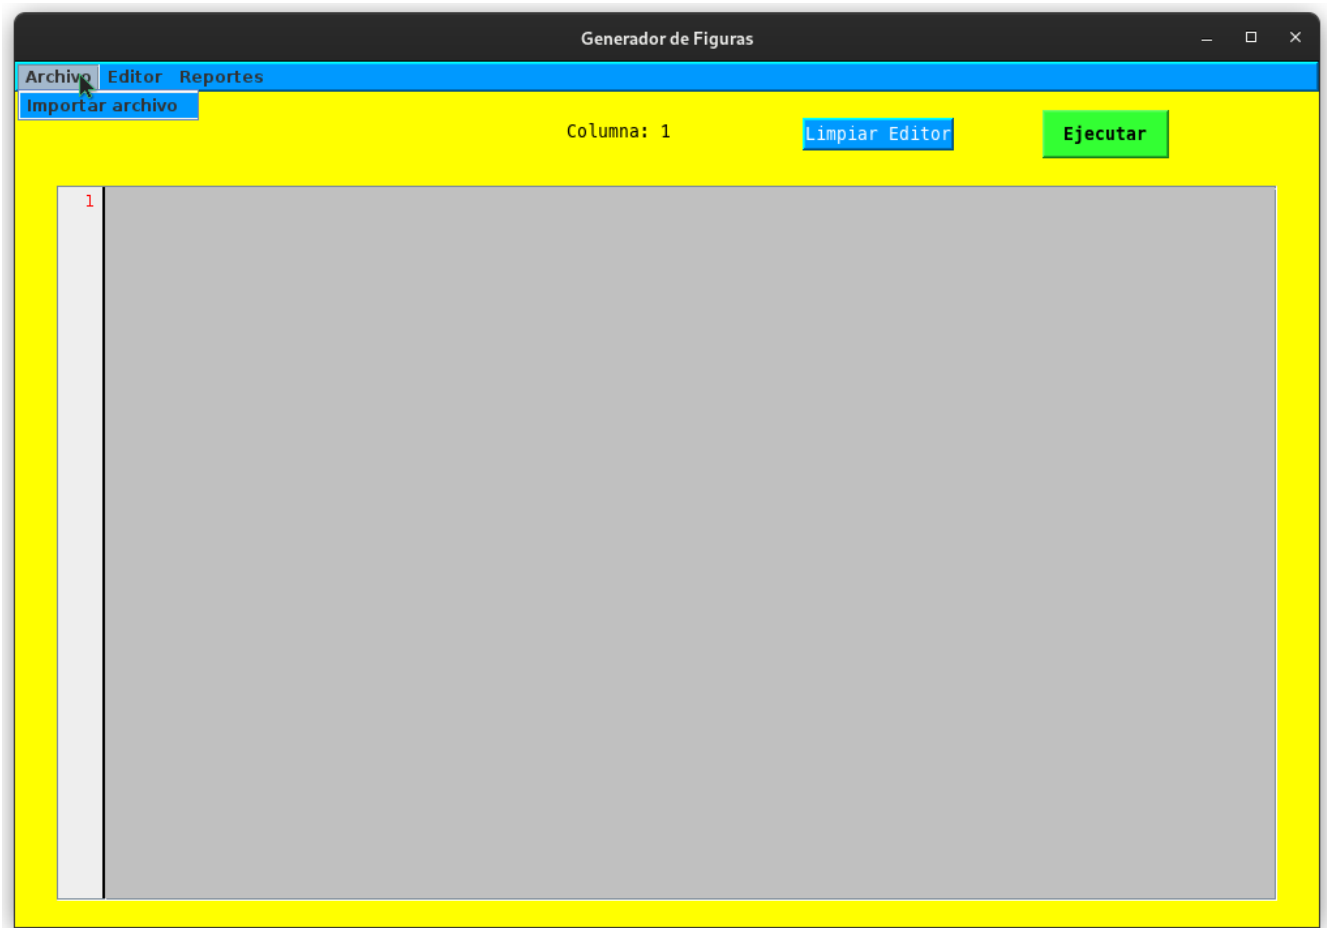 Generador de Figuras
Archivo Editor Reportes
Importar archivo
Columna: 1 Limpiar Editor Ejecutar
1